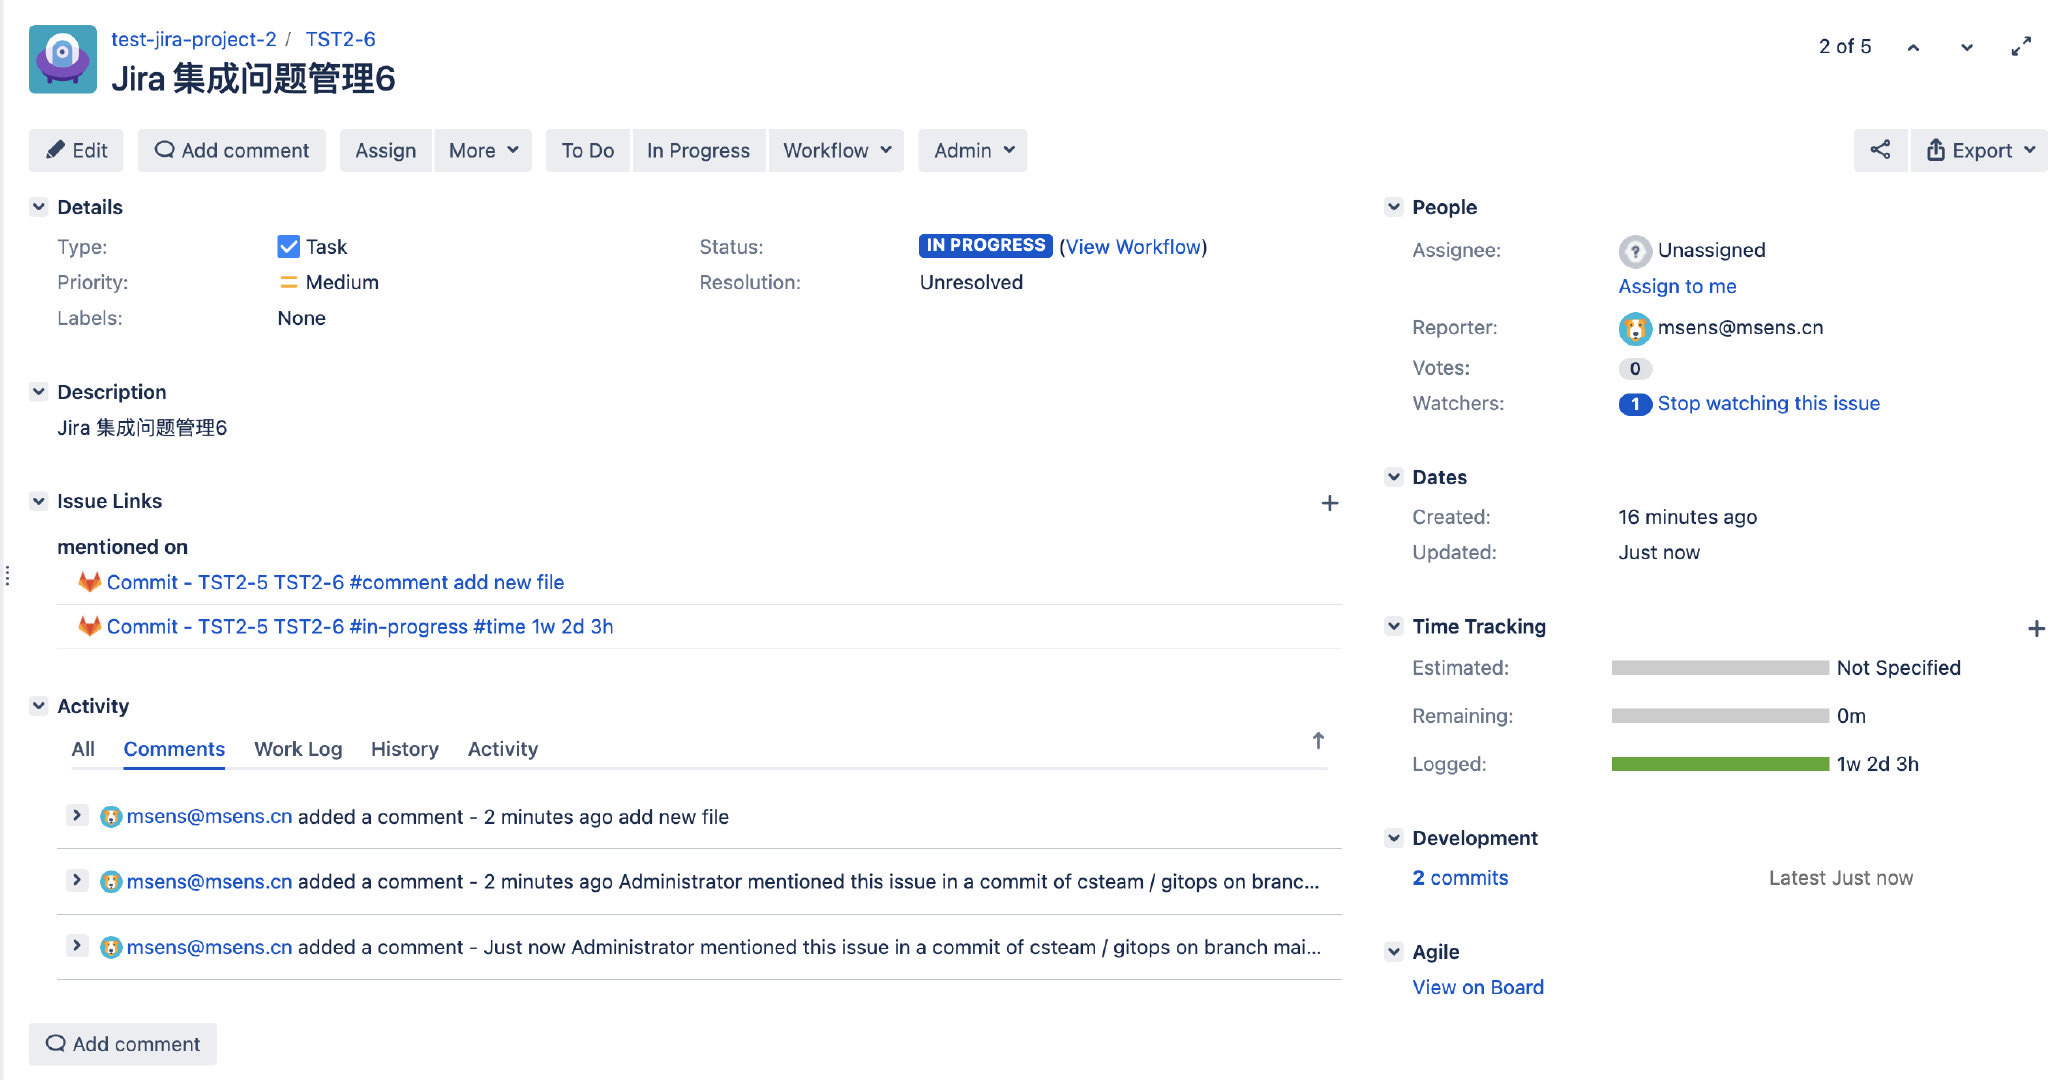 test-jira-project-2 / TST2-6
Jira 集成问题管理6
2 of 5
Edit Add comment Assign More To Do In Progress Workflow Admin Export
Details
Type: Task
Status: IN PROGRESS (View Workflow)
Priority: Medium
Resolution: Unresolved
Labels: None
Description
Jira 集成问题管理6
Issue Links
mentioned on
Commit - TST2-5 TST2-6 #comment add new file
Commit - TST2-5 TST2-6 #in-progress #time 1w 2d 3h
Activity
All Comments Work Log History Activity
msens@msens.cn added a comment - 2 minutes ago add new file
msens@msens.cn added a comment - 2 minutes ago Administrator mentioned this issue in a commit of csteam / gitops on branc...
msens@msens.cn added a comment - Just now Administrator mentioned this issue in a commit of csteam / gitops on branch mai...
Add comment
People
Assignee: Unassigned
Assign to me
Reporter: msens@msens.cn
Votes: 0
Watchers: 1 Stop watching this issue
Dates
Created: 16 minutes ago
Updated: Just now
Time Tracking
Estimated: Not Specified
Remaining: 0m
Logged: 1w 2d 3h
Development
2 commits Latest Just now
Agile
View on Board